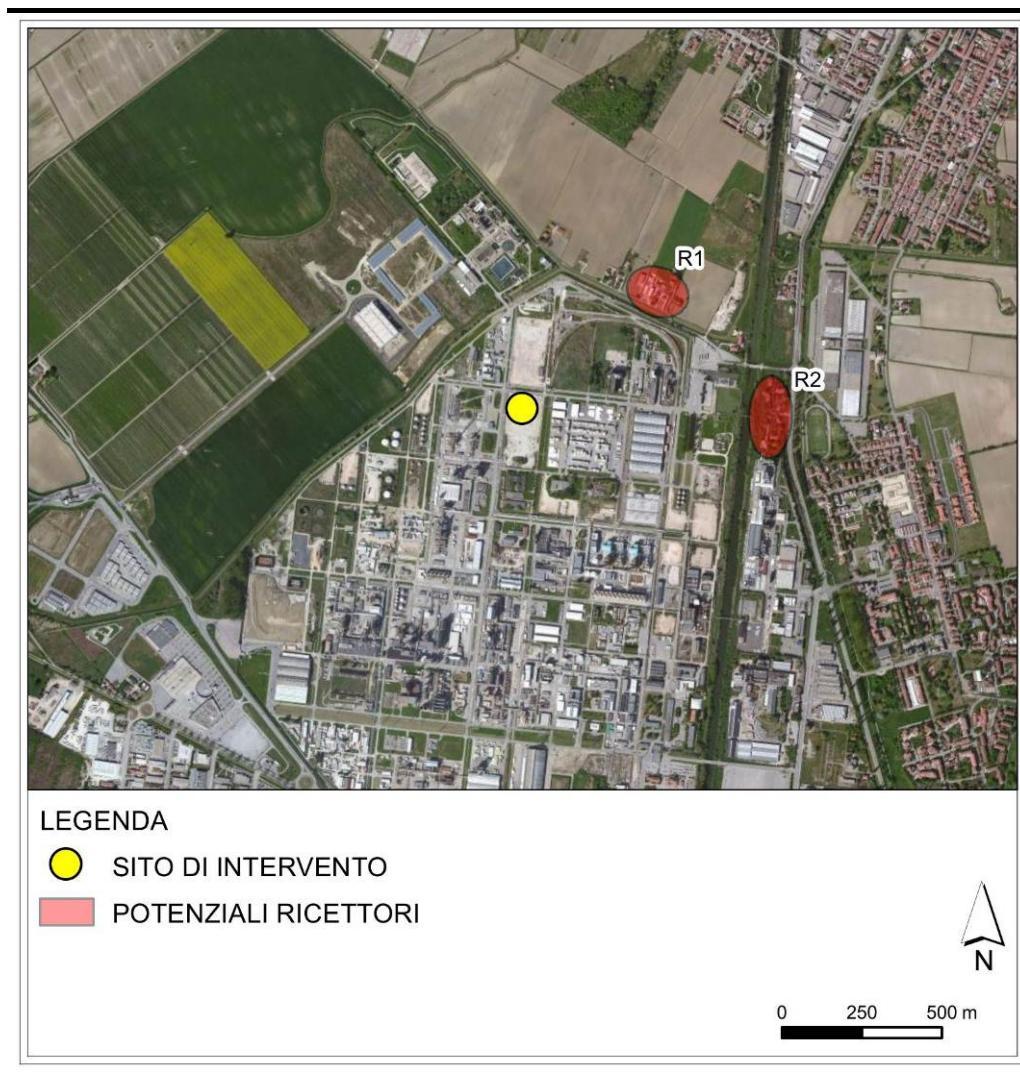 R1
R2
LEGENDA
SITO DI INTERVENTO
POTENZIALI RICETTORI
N
0 250 500 m